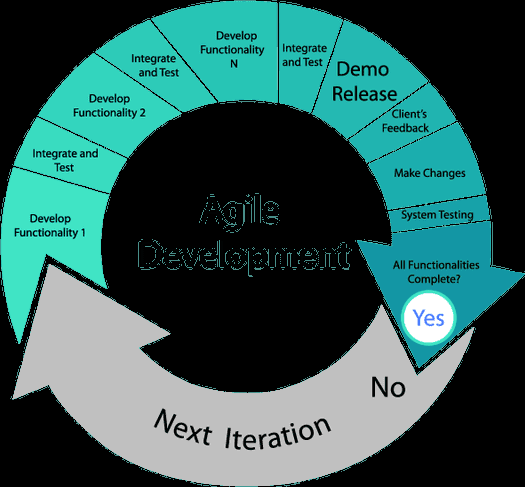 Develop
Functionality 1
Integrate and
Test
Develop
Functionality 2
Integrate
and Test
Develop
Functionality
N
Integrate
and Test
Demo
Release
Client's
Feedback
Make Changes
System Testing
All Functionalities
Complete?
Yes
No
Next Iteration
Agile
Development